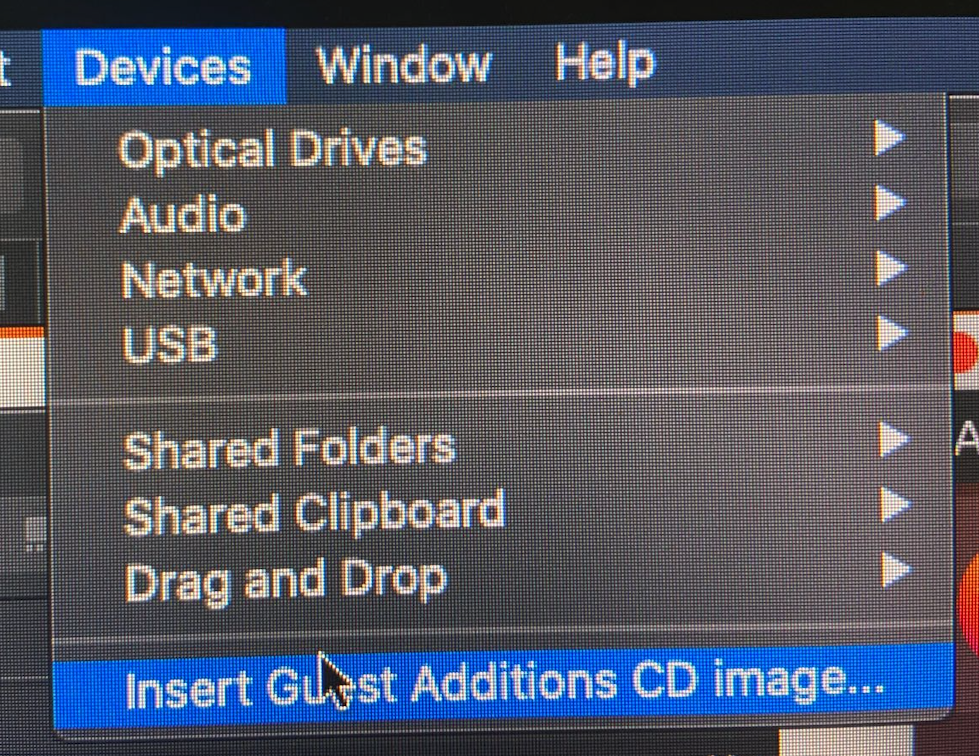 t Devices Window Help
Optical Drives
Audio
Network
USB
Shared Folders
Shared Clipboard
Drag and Drop
Insert Guest Additions CD image...
A